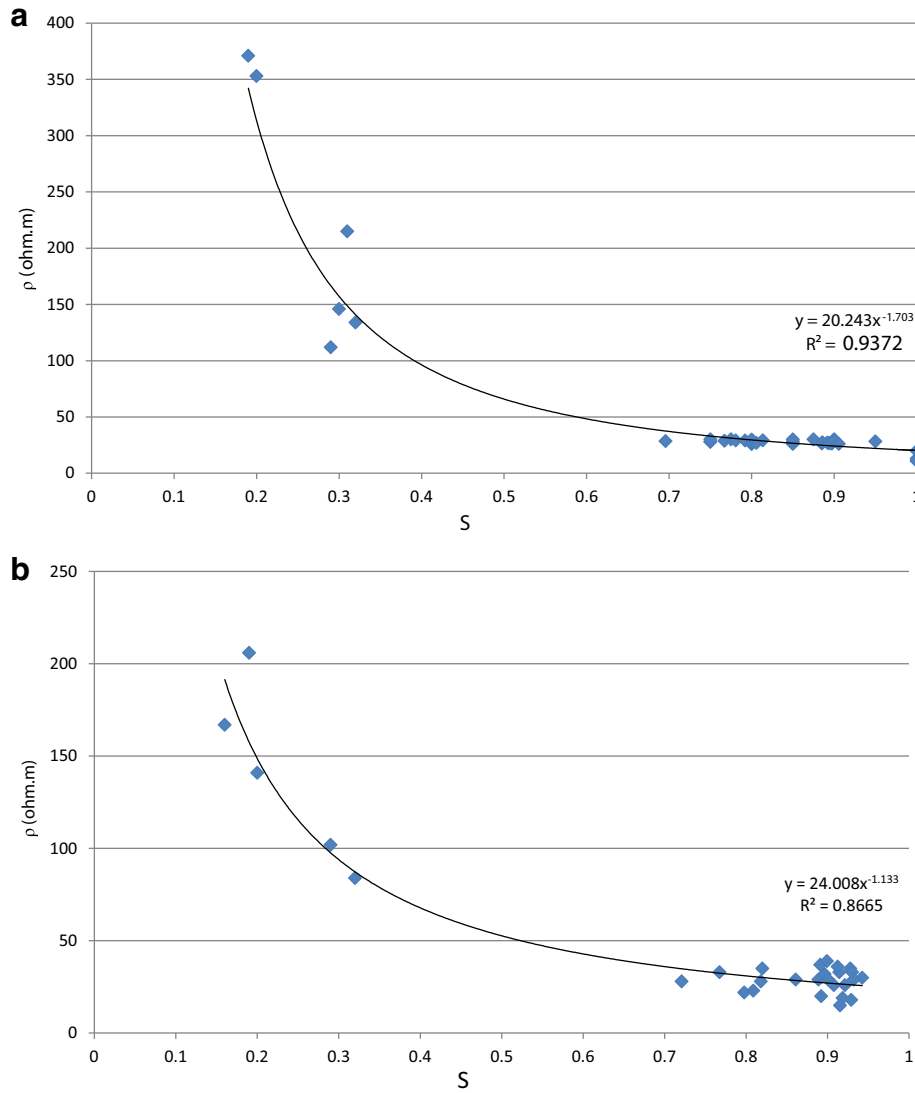 a
400
350
300
250
200
150
100
50
0
ρ (ohm.m)
y = 20.243x^-1.703
R² = 0.9372
0 0.1 0.2 0.3 0.4 0.5 0.6 0.7 0.8 0.9 1
S
b
250
200
150
100
50
0
ρ (ohm.m)
y = 24.008x^-1.133
R² = 0.8665
0 0.1 0.2 0.3 0.4 0.5 0.6 0.7 0.8 0.9 1
S